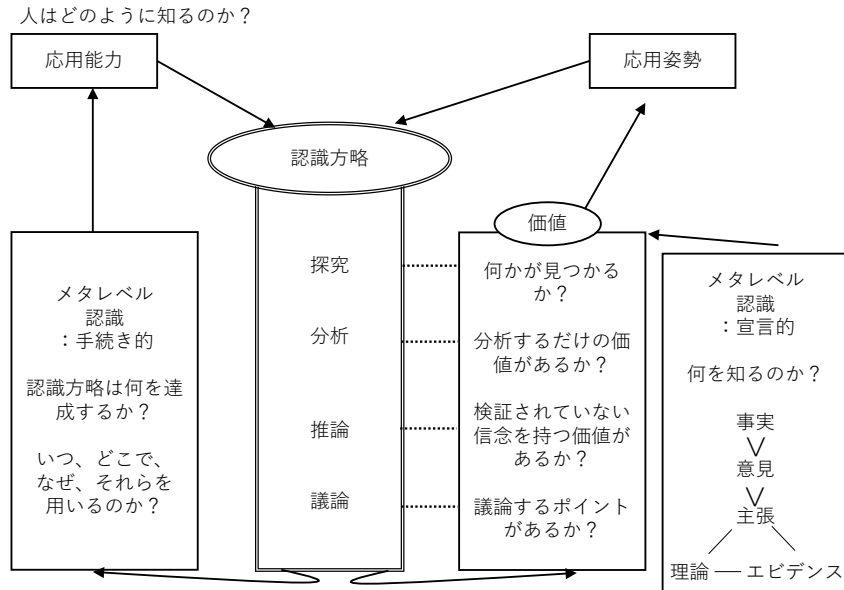 人はどのように知るのか？
応用能力
応用姿勢
認識方略
探究
分析
推論
議論
メタレベル
認識
：手続き的
認識方略は何を達
成するか？
いつ、どこで、
なぜ、それらを
用いるのか？
価値
何かが見つかる
か？
分析するだけの価
値があるか？
検証されていない
信念を持つ価値が
あるか？
議論するポイント
があるか？
メタレベル
認識
：宣言的
何を知るのか？
事実
意見
主張
理論
エビデンス